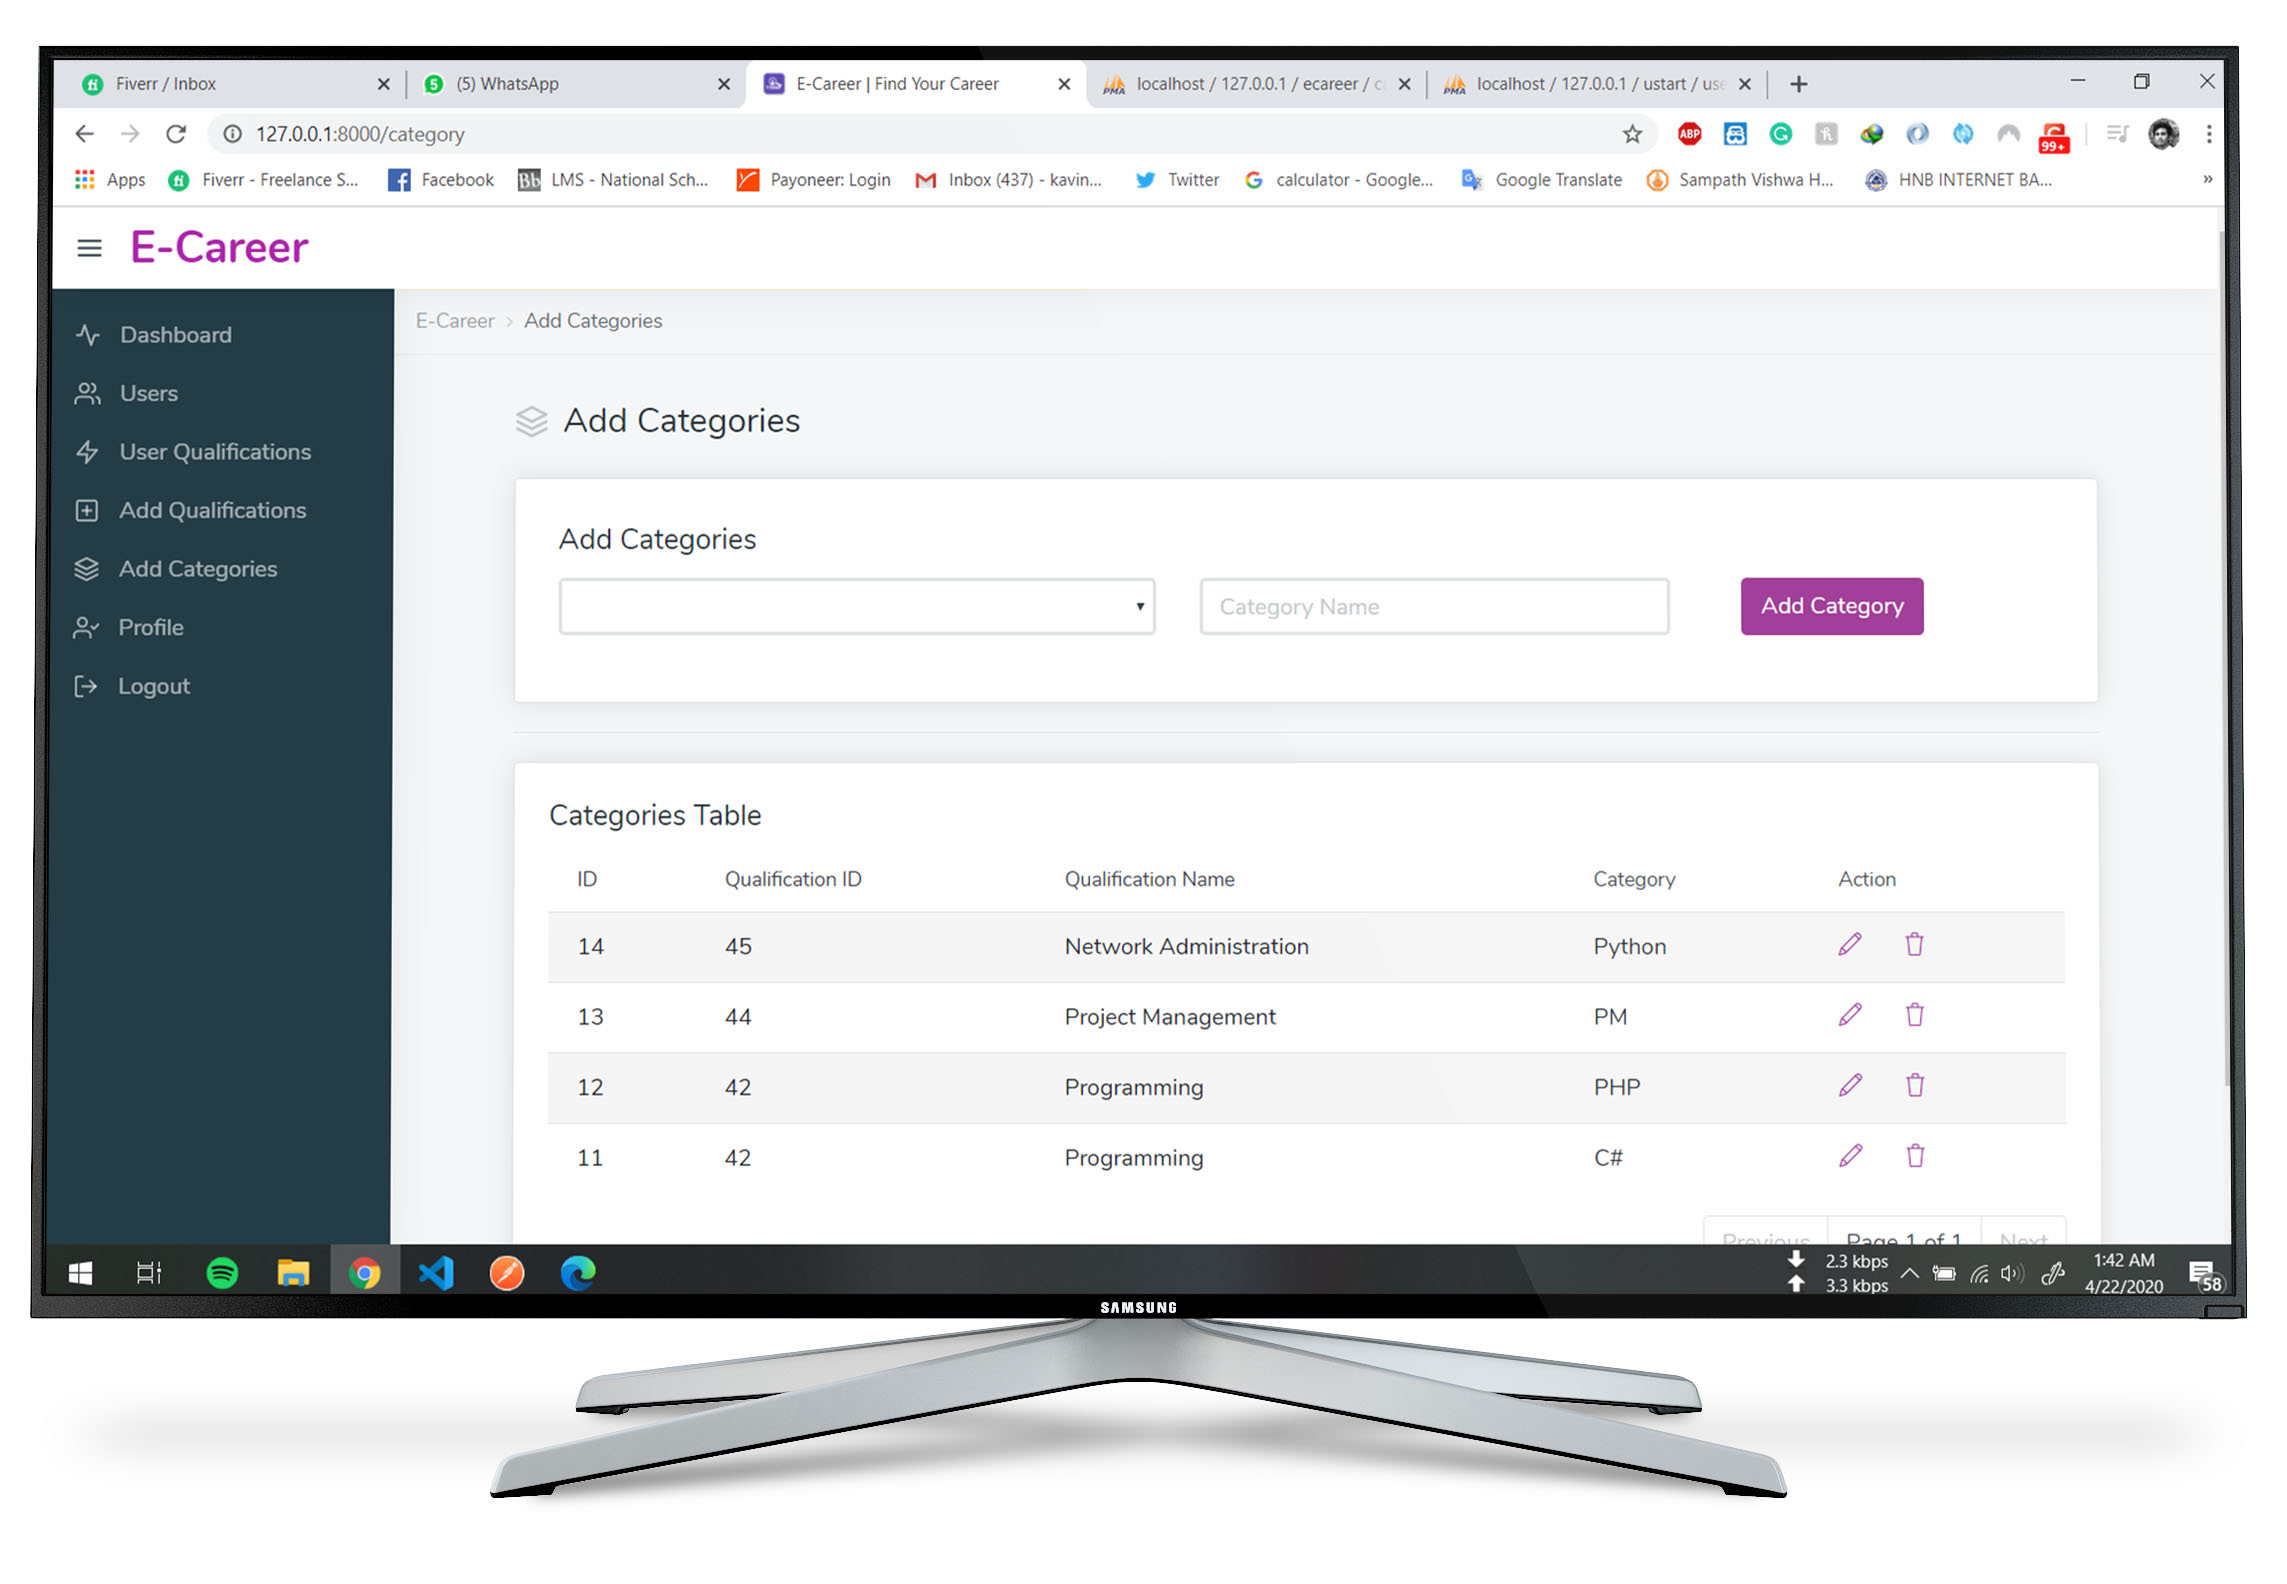 Fiverr / Inbox
(5) WhatsApp
E-Career | Find Your Career
localhost / 127.0.0.1 / ecareer / c
localhost / 127.0.0.1 / ustart / use
127.0.0.1:8000/category
ABP
99+
Apps
Fiverr - Freelance S...
Facebook
Bb
LMS - National Sch...
Payoneer: Login
Inbox (437) - kavin...
Twitter
calculator - Google...
Google Translate
Sampath Vishwa H...
HNB INTERNET BA...
»
E-Career
Dashboard
Users
User Qualifications
Add Qualifications
Add Categories
Profile
Logout
E-Career > Add Categories
Add Categories
Add Categories
Category Name
Add Category
Categories Table
ID Qualification ID Qualification Name Category Action
14 45 Network Administration Python
13 44 Project Management PM
12 42 Programming PHP
11 42 Programming C#
Previous Page 1 of 1 Next
2.3 kbps
3.3 kbps
1:42 AM
4/22/2020
58
SAMSUNG